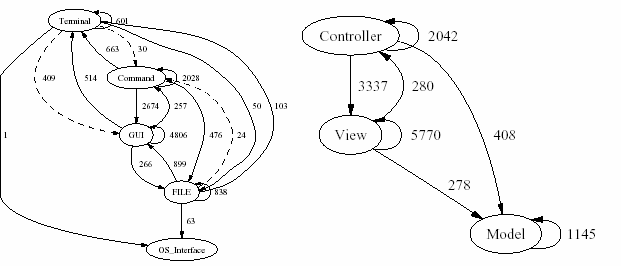 Terminal 601
663 30
Command 2028
409 514 2674 257 50 103
1 GUI 4806 476 24
266 899
FILE 838
63
OS_Interface
Controller 2042
3337 280
View 5770 408
278
Model 1145